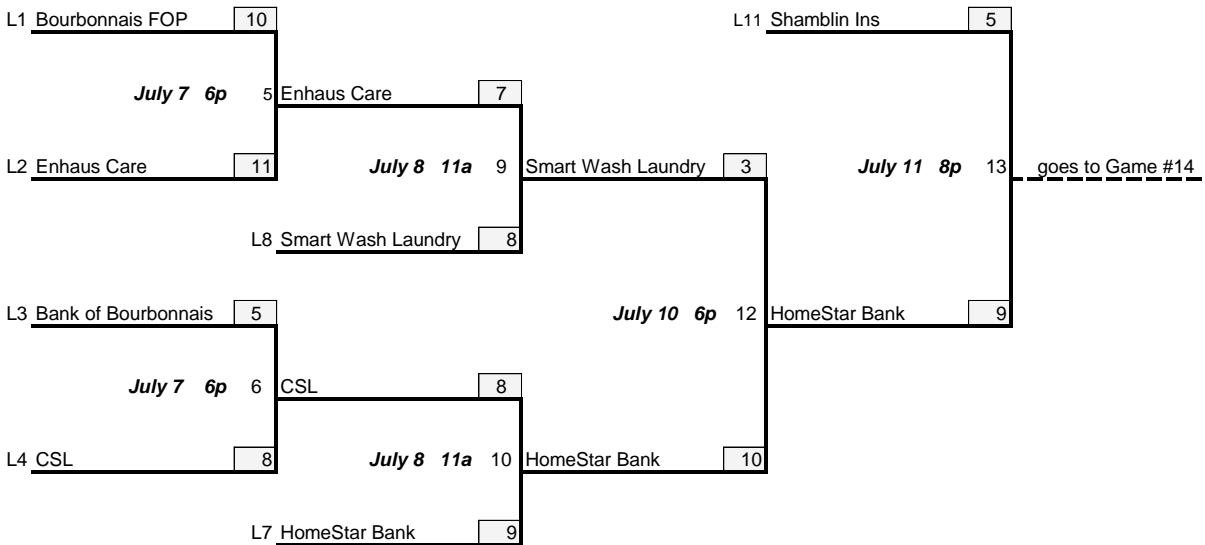 L1 Bourbonnais FOP 10 L11 Shamblin Ins 5
July 7 6p 5 Enhaus Care 7
L2 Enhaus Care 11 July 8 11a 9 Smart Wash Laundry 3 July 11 8p 13 goes to Game #14
L8 Smart Wash Laundry 8
L3 Bank of Bourbonnais 5 July 10 6p 12 HomeStar Bank 9
July 7 6p 6 CSL 8
L4 CSL 8 July 8 11a 10 HomeStar Bank 10
L7 HomeStar Bank 9